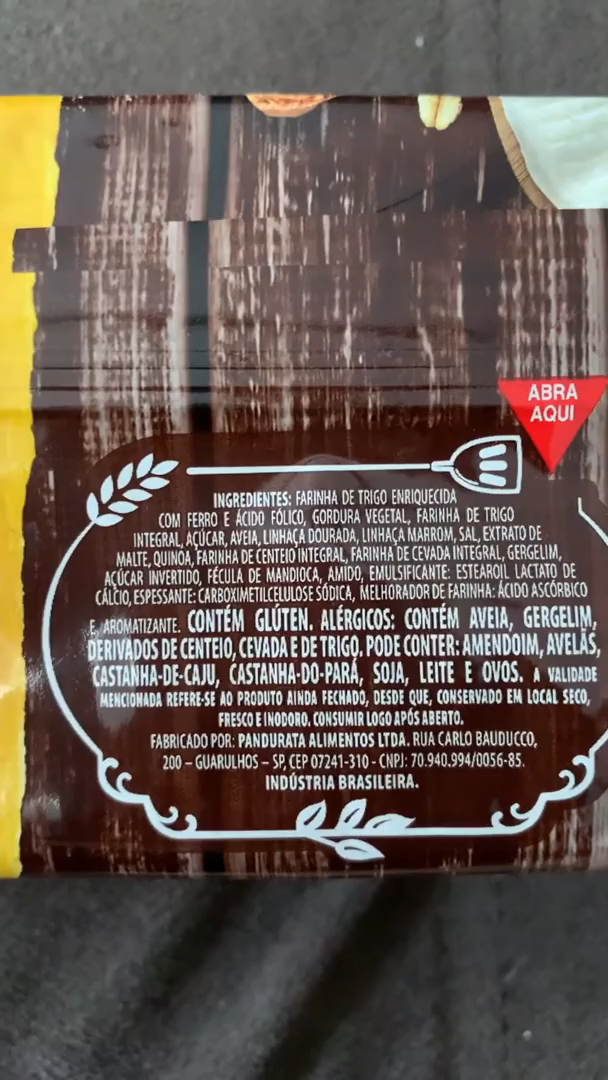 ABRA
AQUI
INGREDIENTES: FARINHA DE TRIGO ENRIQUECIDA
COM FERRO E ÁCIDO FÓLICO, GORDURA VEGETAL, FARINHA DE TRIGO
INTEGRAL, AÇÚCAR, AVEIA, LINHAÇA DOURADA, LINHAÇA MARROM, SAL, EXTRATO DE
MALTE, QUINOA, FARINHA DE CENTEIO INTEGRAL, FARINHA DE CEVADA INTEGRAL, GERGELIM,
AÇÚCAR INVERTIDO, FÉCULA DE MANDIOCA, AMIDO, EMULSIFICANTE: ESTEAROIL LACTATO DE
CÁLCIO, ESPESSANTE: CARBOXIMETILCELULOSE SÓDICA, MELHORADOR DE FARINHA: ÁCIDO ASCÓRBICO
E AROMATIZANTE. CONTÉM GLÚTEN. ALÉRGICOS: CONTÉM AVEIA, GERGELIM,
DERIVADOS DE CENTEIO, CEVADA E DE TRIGO. PODE CONTER: AMENDOIM, AVELÃS,
CASTANHA-DE-CAJU, CASTANHA-DO-PARÁ, SOJA, LEITE E OVOS. A VALIDADE
MENCIONADA REFERE-SE AO PRODUTO AINDA FECHADO, DESDE QUE, CONSERVADO EM LOCAL SECO,
FRESCO E INODORO. CONSUMIR LOGO APÓS ABERTO.
FABRICADO POR: PANDURATA ALIMENTOS LTDA. RUA CARLO BAUDUCCO,
200 – GUARULHOS – SP, CEP 07241-310 - CNPJ: 70.940.994/0056-85.
INDÚSTRIA BRASILEIRA.